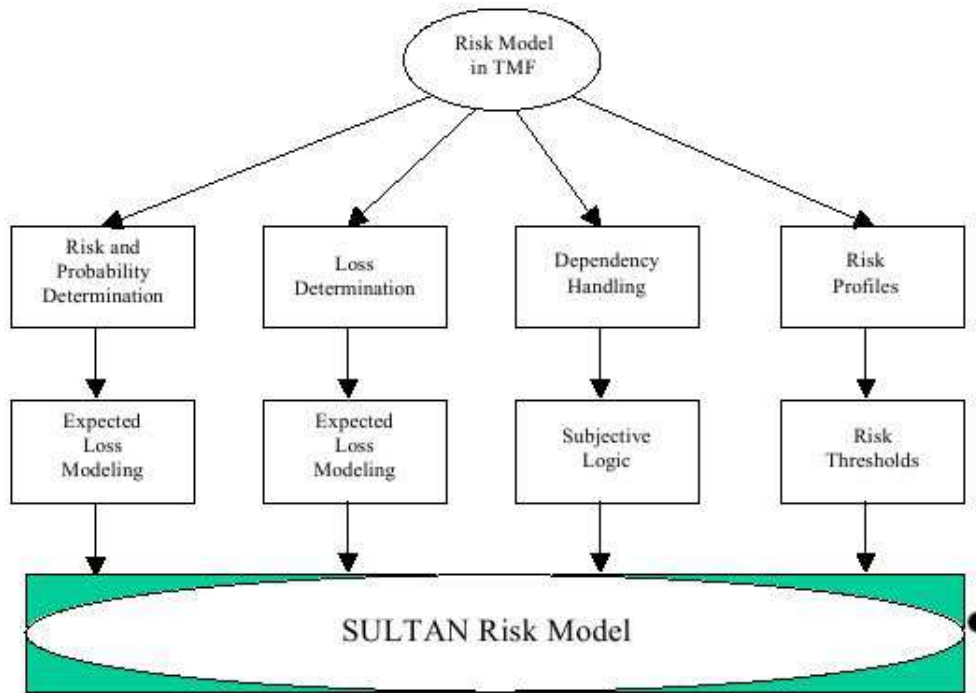 Risk Model
in TMF
Risk and
Probability
Determination
Loss
Determination
Dependency
Handling
Risk
Profiles
Expected
Loss
Modeling
Expected
Loss
Modeling
Subjective
Logic
Risk
Thresholds
SULTAN Risk Model